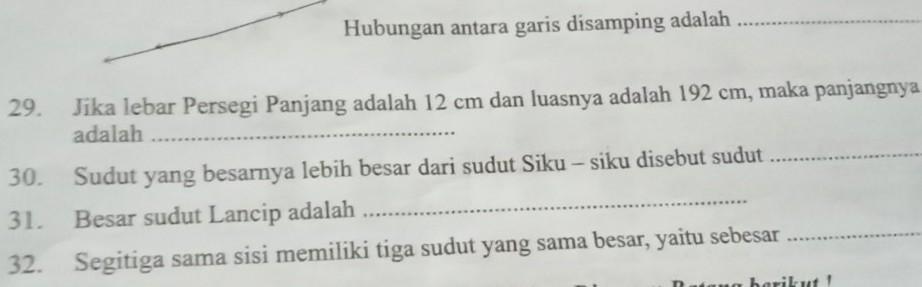 Hubungan antara garis disamping adalah ....................
29. Jika lebar Persegi Panjang adalah 12 cm dan luasnya adalah 192 cm, maka panjangnya
adalah ....................
30. Sudut yang besarnya lebih besar dari sudut Siku – siku disebut sudut ....................
31. Besar sudut Lancip adalah ....................
32. Segitiga sama sisi memiliki tiga sudut yang sama besar, yaitu sebesar ....................
berikut !